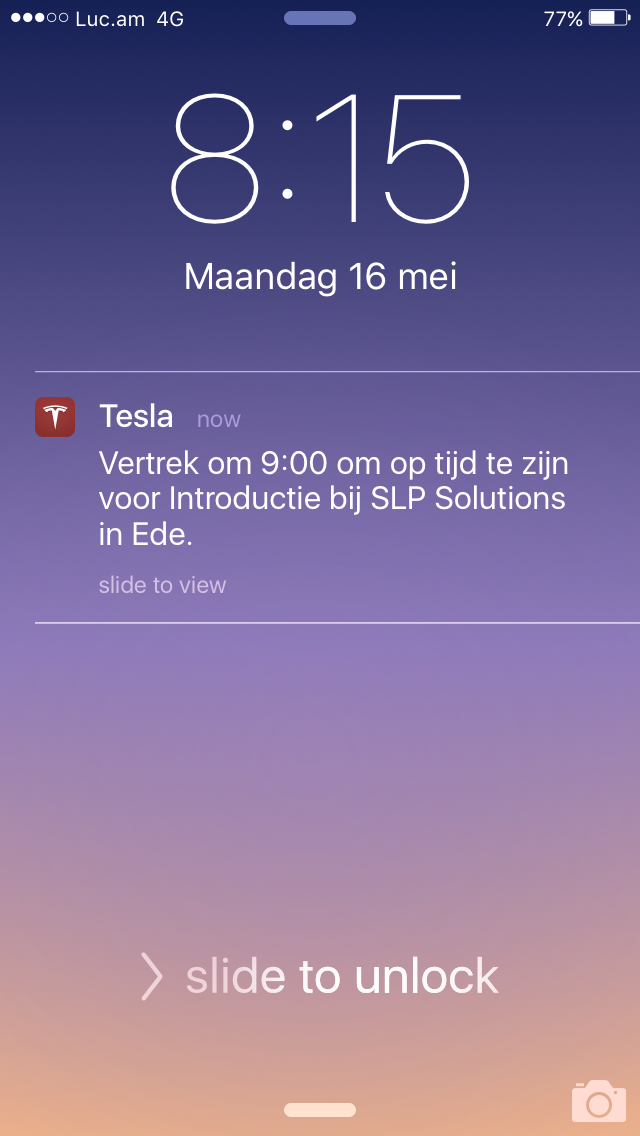 Luc.am 4G 77%
8:15
Maandag 16 mei
Tesla now
Vertrek om 9:00 om op tijd te zijn
voor Introductie bij SLP Solutions
in Ede.
slide to view
slide to unlock